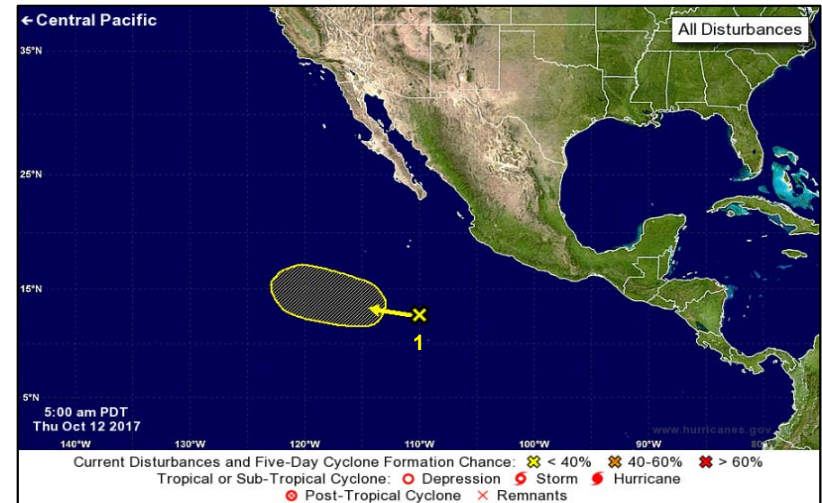 ← Central Pacific
All Disturbances
35°N
25°N
15°N
1
5°N
5:00 am PDT
Thu Oct 12 2017
www.hurricanes.gov
140°W 130°W 120°W 110°W 100°W 90°W 80°W
Current Disturbances and Five-Day Cyclone Formation Chance: < 40% 40-60% > 60%
Tropical or Sub-Tropical Cyclone: Depression Storm Hurricane
Post-Tropical Cyclone Remnants